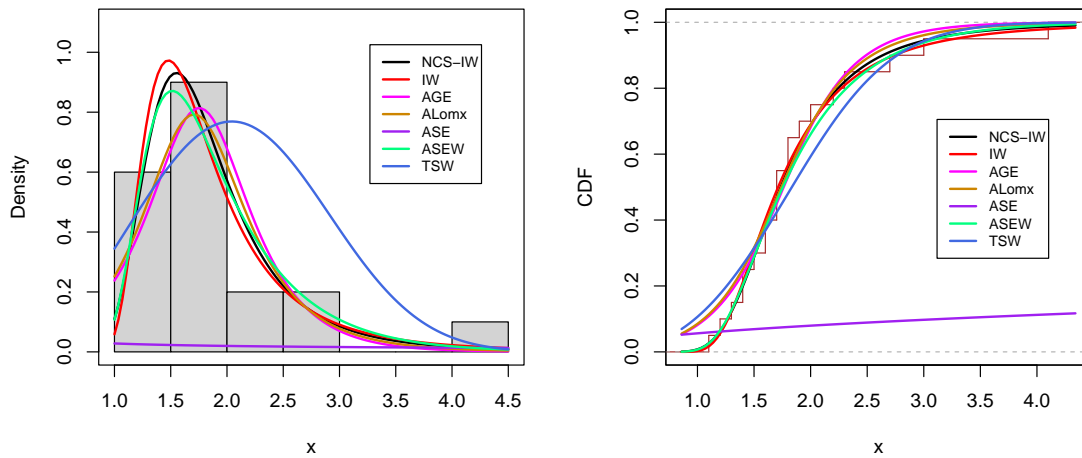 Density
0.0 0.2 0.4 0.6 0.8 1.0
1.0 1.5 2.0 2.5 3.0 3.5 4.0 4.5
x
NCS-IW
IW
AGE
ALomx
ASE
ASEW
TSW
CDF
0.0 0.2 0.4 0.6 0.8 1.0
1.0 1.5 2.0 2.5 3.0 3.5 4.0
x
NCS-IW
IW
AGE
ALomx
ASE
ASEW
TSW